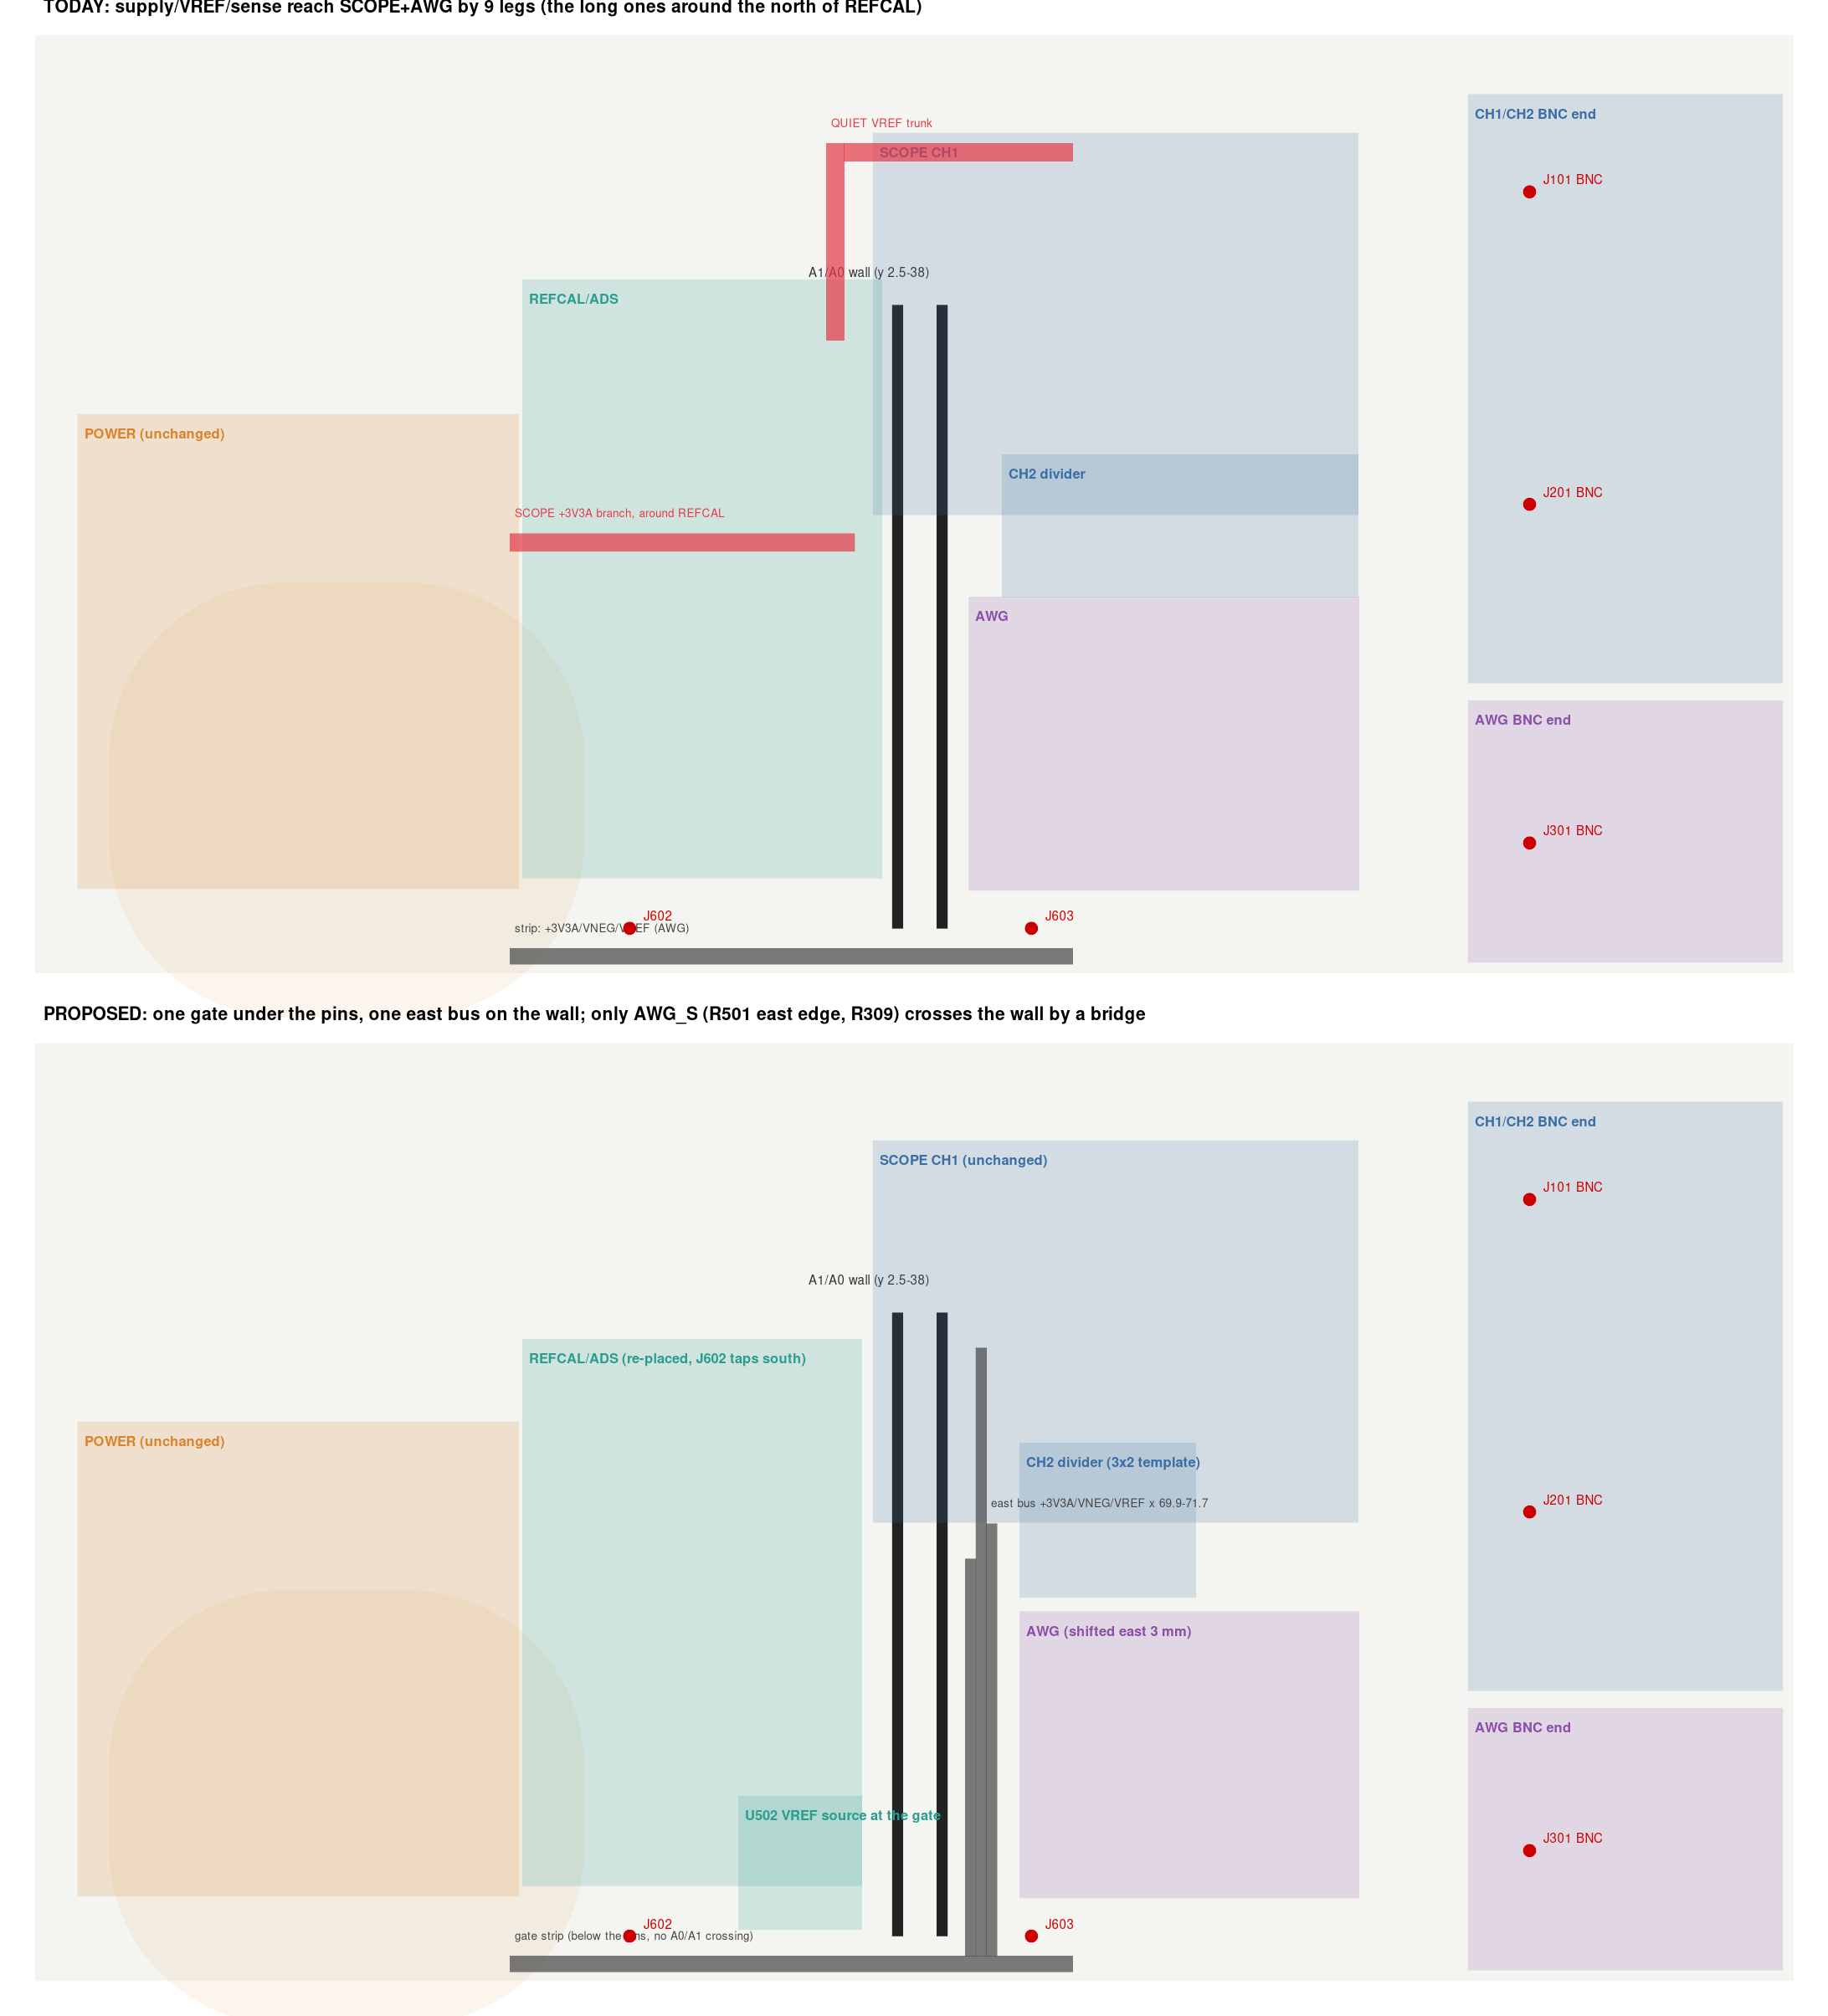 TODAY: supply/VREF/sense reach SCOPE+AWG by 9 legs (the long ones around the north of REFCAL)
CH1/CH2 BNC end
QUIET VREF trunk
SCOPE CH1
J101 BNC
A1/A0 wall (y 2.5-38)
REFCAL/ADS
POWER (unchanged)
CH2 divider
J201 BNC
SCOPE +3V3A branch, around REFCAL
AWG
AWG BNC end
J301 BNC
J602
J603
strip: +3V3A/VNEG/VREF (AWG)
PROPOSED: one gate under the pins, one east bus on the wall; only AWG_S (R501 east edge, R309) crosses the wall by a bridge
CH1/CH2 BNC end
SCOPE CH1 (unchanged)
J101 BNC
A1/A0 wall (y 2.5-38)
REFCAL/ADS (re-placed, J602 taps south)
POWER (unchanged)
CH2 divider (3x2 template)
east bus +3V3A/VNEG/VREF x 69.9-71.7
J201 BNC
AWG (shifted east 3 mm)
AWG BNC end
U502 VREF source at the gate
J301 BNC
J602
J603
gate strip (below the pins, no A0/A1 crossing)